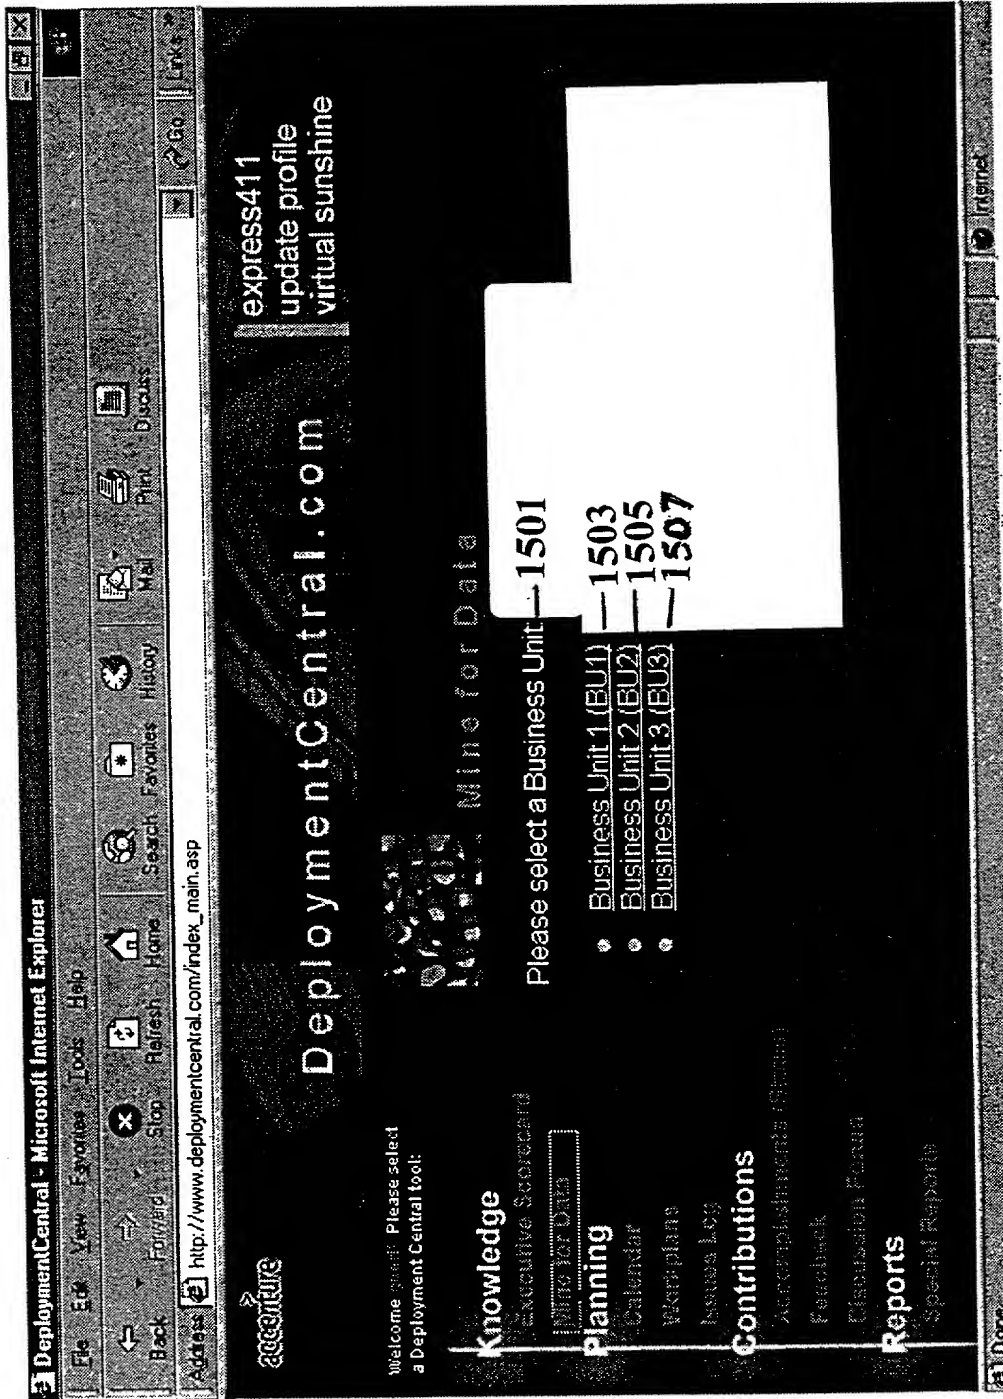 DeploymentCentral - Microsoft Internet Explorer
File Edit View Favorites Tools Help
Back Forward Stop Refresh Home Search Favorites History Mail Print Discuss
Address http://www.deploymentcentral.com/index_main.asp Go Links »
accenture
DeploymentCentral.com
express411
update profile
virtual sunshine
Welcome Please select
a Deployment Central tool:
Knowledge
Executive Scorecard
Mine for Data
Planning
Calendar
Workplans
Issues Log
Contributions
Accomplishments
Feedback
Discussion Forum
Reports
Special Reports
Mine for Data
Please select a Business Unit: 1501
Business Unit 1 (BU1) 1503
Business Unit 2 (BU2) 1505
Business Unit 3 (BU3) 1507
Done Internet